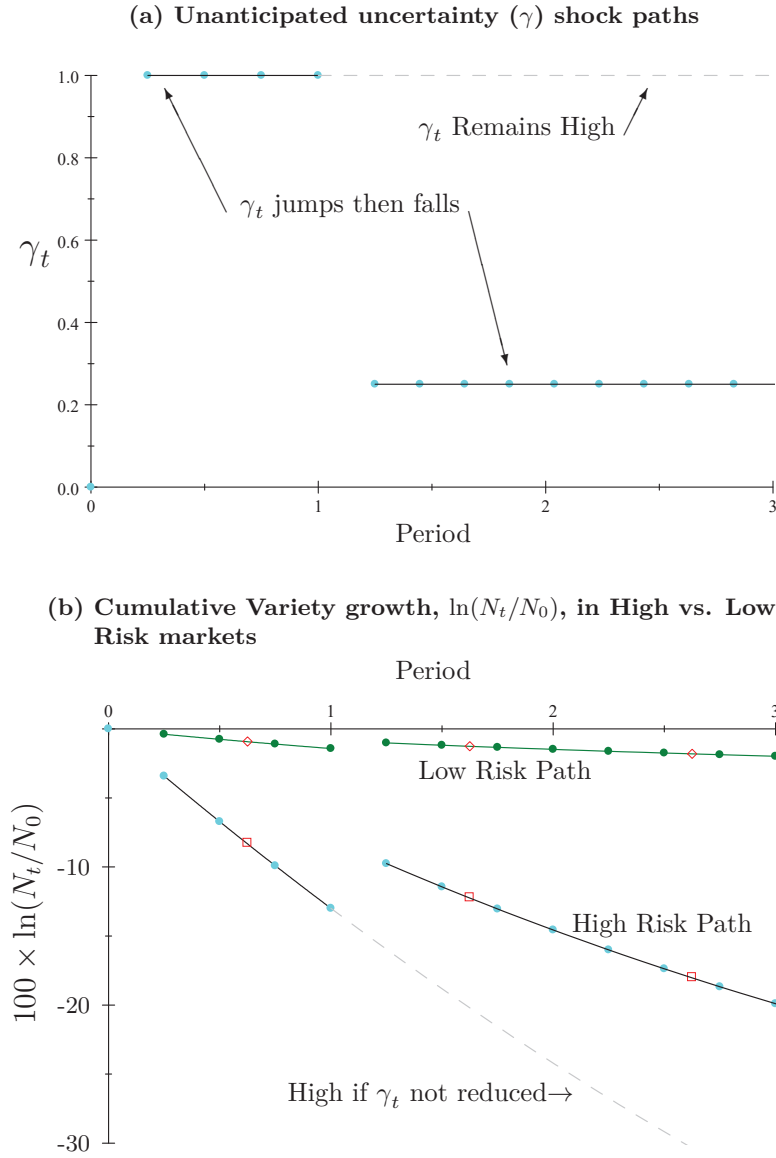 (a) Unanticipated uncertainty (γ) shock paths
1.0
γt Remains High
0.8
γt jumps then falls
0.6
γt
0.4
0.2
0.0
0 1 2 3
Period
(b) Cumulative Variety growth, ln(Nt/N0), in High vs. Low
Risk markets
Period
0 1 2 3
Low Risk Path
-10
100 × ln(Nt/N0)
High Risk Path
-20
High if γt not reduced→
-30